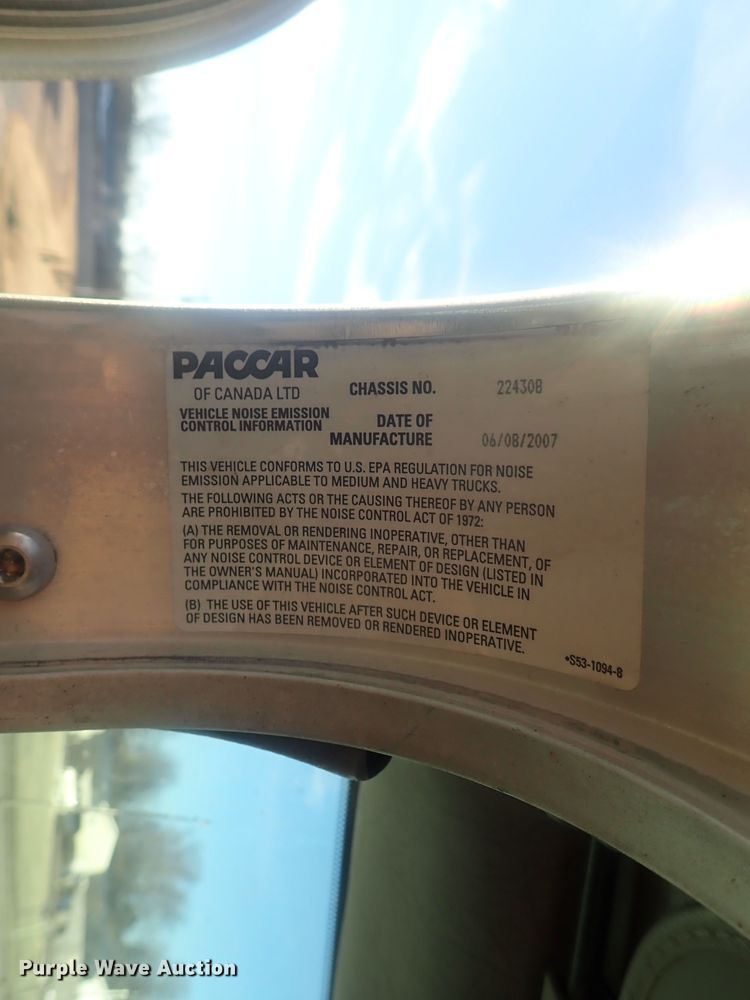 PACCAR
OF CANADA LTD
VEHICLE NOISE EMISSION
CONTROL INFORMATION
CHASSIS NO. 224308
DATE OF
MANUFACTURE 06/08/2007
THIS VEHICLE CONFORMS TO U.S. EPA REGULATION FOR NOISE
EMISSION APPLICABLE TO MEDIUM AND HEAVY TRUCKS.
THE FOLLOWING ACTS OR THE CAUSING THEREOF BY ANY PERSON
ARE PROHIBITED BY THE NOISE CONTROL ACT OF 1972:
(A) THE REMOVAL OR RENDERING INOPERATIVE, OTHER THAN
FOR PURPOSES OF MAINTENANCE, REPAIR, OR REPLACEMENT, OF
ANY NOISE CONTROL DEVICE OR ELEMENT OF DESIGN (LISTED IN
THE OWNER'S MANUAL) INCORPORATED INTO THE VEHICLE IN
COMPLIANCE WITH THE NOISE CONTROL ACT.
(B) THE USE OF THIS VEHICLE AFTER SUCH DEVICE OR ELEMENT
OF DESIGN HAS BEEN REMOVED OR RENDERED INOPERATIVE.
•S53-1094-8
Purple Wave Auction